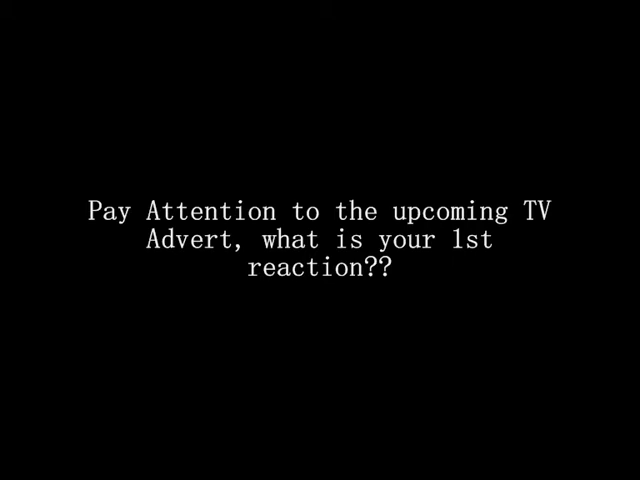 Pay Attention to the upcoming TV
Advert, what is your 1st
reaction??